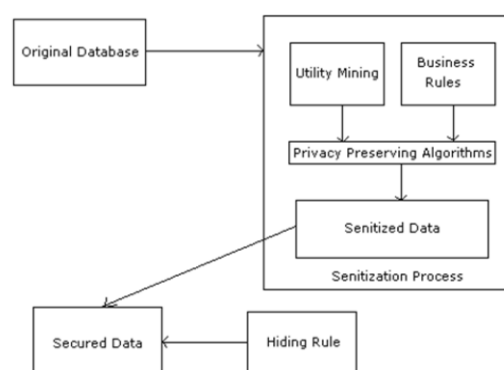 Original Database
Utility Mining
Business
Rules
Privacy Preserving Algorithms
Senitized Data
Senitization Process
Secured Data
Hiding Rule